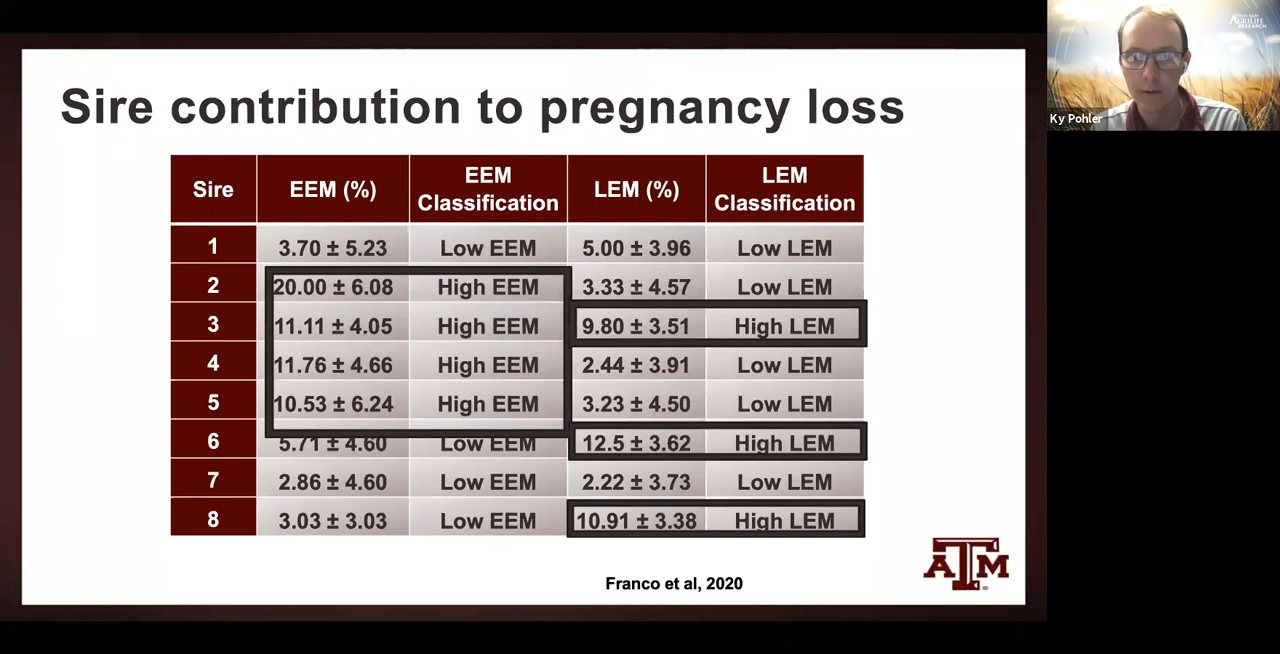 Sire contribution to pregnancy loss
Sire EEM (%) EEM Classification LEM (%) LEM Classification
1 3.70 ± 5.23 Low EEM 5.00 ± 3.96 Low LEM
2 20.00 ± 6.08 High EEM 3.33 ± 4.57 Low LEM
3 11.11 ± 4.05 High EEM 9.80 ± 3.51 High LEM
4 11.76 ± 4.66 High EEM 2.44 ± 3.91 Low LEM
5 10.53 ± 6.24 High EEM 3.23 ± 4.50 Low LEM
6 5.71 ± 4.60 Low EEM 12.5 ± 3.62 High LEM
7 2.86 ± 4.60 Low EEM 2.22 ± 3.73 Low LEM
8 3.03 ± 3.03 Low EEM 10.91 ± 3.38 High LEM
Franco et al, 2020
ATM
TEXAS A&M
AGRILIFE
RESEARCH
Ky Pohler